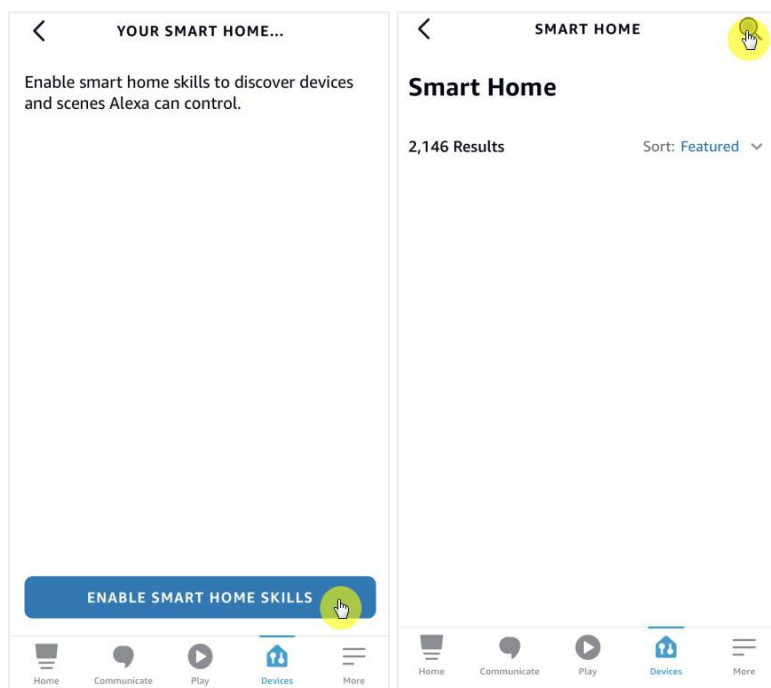 YOUR SMART HOME...
Enable smart home skills to discover devices
and scenes Alexa can control.
ENABLE SMART HOME SKILLS
Home Communicate Play Devices More
SMART HOME
Smart Home
2,146 Results Sort: Featured
Home Communicate Play Devices More